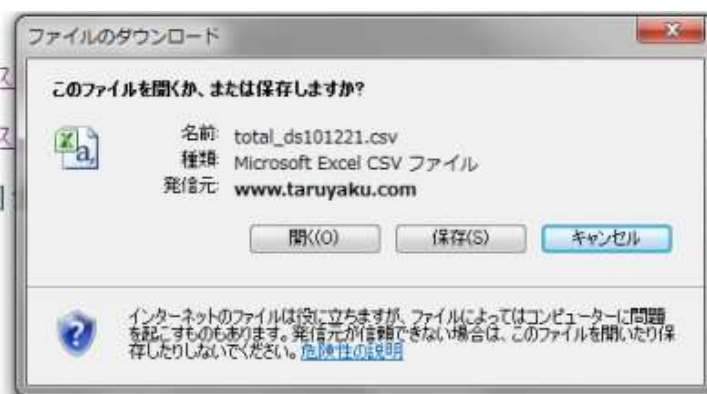 ファイルのダウンロード
このファイルを開くか、または保存しますか?
名前: total_ds101221.csv
種類: Microsoft Excel CSV ファイル
発信元: www.taruyaku.com
開く(O) 保存(S) キャンセル
インターネットのファイルは役に立ちますが、ファイルによってはコンピューターに問題
を起こすものもあります。発信元が信頼できない場合は、このファイルを開いたり保
存したりしないでください。危険性の説明